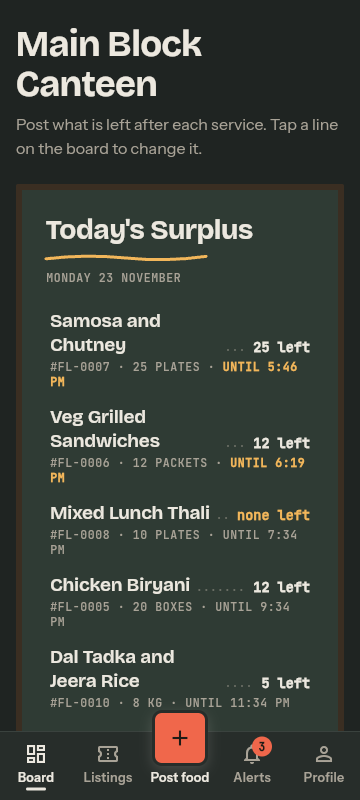 Main Block
Canteen
Post what is left after each service. Tap a line
on the board to change it.
Today's Surplus
MONDAY 23 NOVEMBER
Samosa and
Chutney ... 25 left
#FL-0007 · 25 PLATES · UNTIL 5:46
PM
Veg Grilled
Sandwiches ... 12 left
#FL-0006 · 12 PACKETS · UNTIL 6:19
PM
Mixed Lunch Thali .. none left
#FL-0008 · 10 PLATES · UNTIL 7:34
PM
Chicken Biryani ....... 12 left
#FL-0005 · 20 BOXES · UNTIL 9:34
PM
Dal Tadka and
Jeera Rice .... 5 left
#FL-0010 · 8 KG · UNTIL 11:34 PM
+
3
Board Listings Post food Alerts Profile